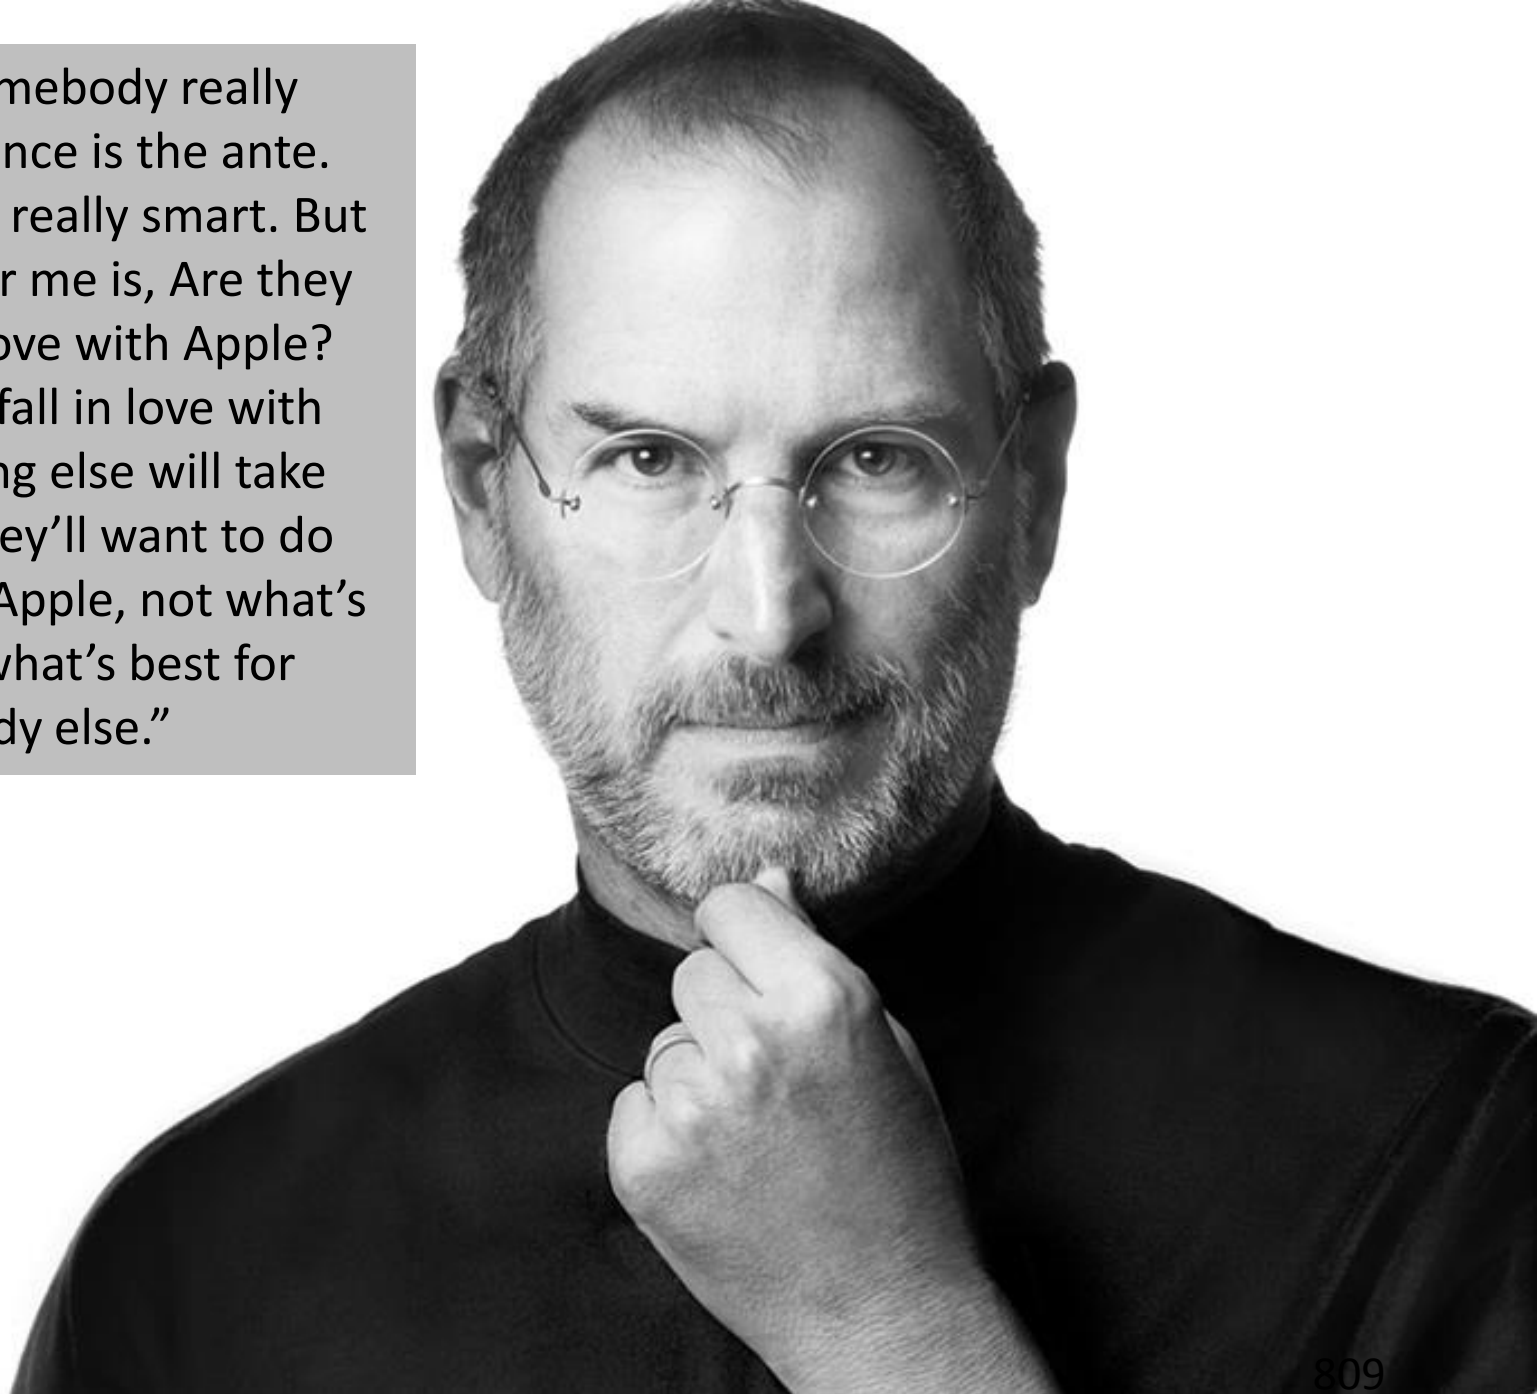 mebody really
nce is the ante.
really smart. But
r me is, Are they
ove with Apple?
fall in love with
ng else will take
ey’ll want to do
Apple, not what’s
what’s best for
dy else.”
809